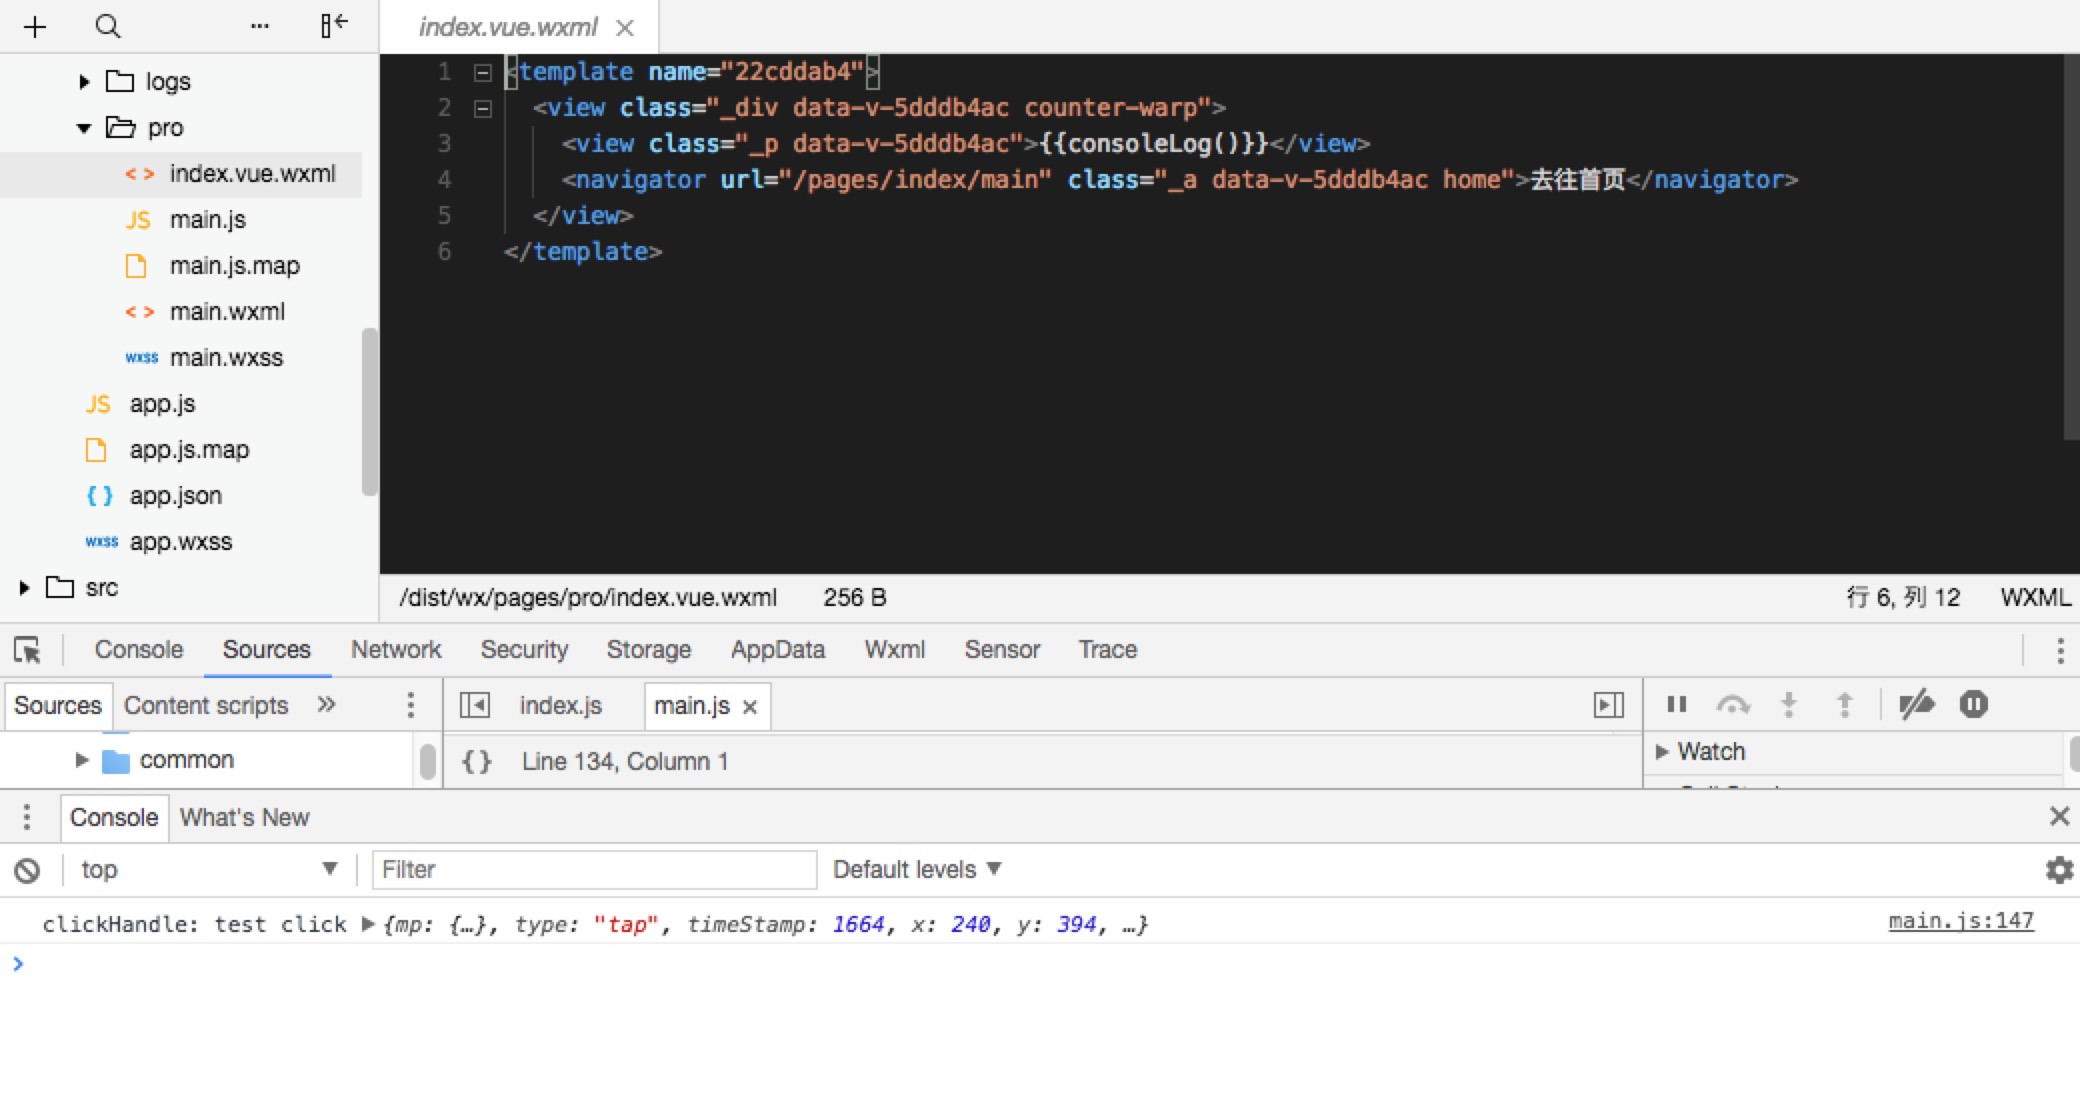 index.vue.wxml
logs
pro
index.vue.wxml
JS main.js
main.js.map
main.wxml
WXSS main.wxss
JS app.js
app.js.map
{} app.json
WXSS app.wxss
src
1 <template name="22cddab4">
2 <view class="_div data-v-5dddb4ac counter-warp">
3 <view class="_p data-v-5dddb4ac">{{consoleLog()}}</view>
4 <navigator url="/pages/index/main" class="_a data-v-5dddb4ac home">去往首页</navigator>
5 </view>
6 </template>
/dist/wx/pages/pro/index.vue.wxml 256 B 行 6, 列 12 WXML
Console Sources Network Security Storage AppData Wxml Sensor Trace
Sources Content scripts » index.js main.js
common {} Line 134, Column 1 Watch
Console What's New
top Filter Default levels
clickHandle: test click {mp: {…}, type: "tap", timeStamp: 1664, x: 240, y: 394, …} main.js:147